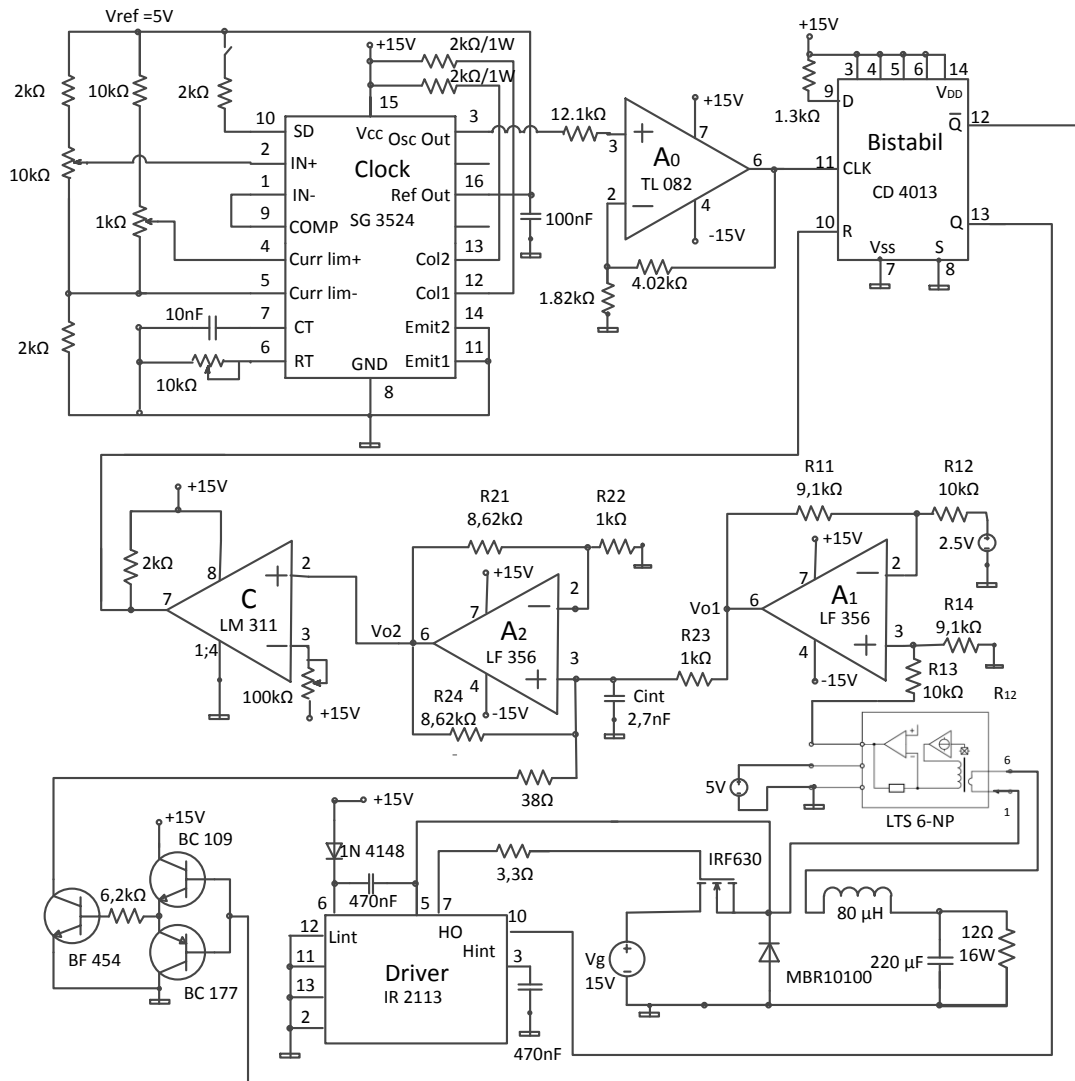 Vref =5V
+15V
2kΩ/1W
2kΩ/1W
+15V
2kΩ
10kΩ
2kΩ
10kΩ
1kΩ
2kΩ
10nF
10kΩ
10
2
1
9
4
5
7
6
15
Vcc
SD
IN+
IN-
COMP
Curr lim+
Curr lim-
CT
RT
Clock
SG 3524
Osc Out
Ref Out
Col2
Col1
Emit2
Emit1
GND
8
3
16
13
12
14
11
100nF
12.1kΩ
3
2
A0
TL 082
+15V
7
6
4
-15V
4.02kΩ
1.82kΩ
1.3kΩ
3
4
5
6
14
9
D
VDD
Q
12
Bistabil
CD 4013
11
CLK
10
R
Q
13
Vss
S
7
8
+15V
2kΩ
8
7
C
LM 311
2
3
1;4
100kΩ
+15V
R21
8,62kΩ
R22
1kΩ
+15V
7
2
Vo2
6
A2
LF 356
3
4
-15V
R24
8,62kΩ
-
Cint
2,7nF
R23
1kΩ
Vo1
R11
9,1kΩ
R12
10kΩ
2.5V
+15V
7
2
6
A1
LF 356
3
4
-15V
R14
9,1kΩ
R13
10kΩ
R12
6
1
LTS 6-NP
5V
38Ω
+15V
BC 109
6,2kΩ
BF 454
BC 177
+15V
1N 4148
470nF
6
5
7
10
12
11
13
2
3
Lint
HO
Hint
Driver
IR 2113
470nF
3,3Ω
IRF630
Vg
15V
MBR10100
80 µH
220 µF
12Ω
16W